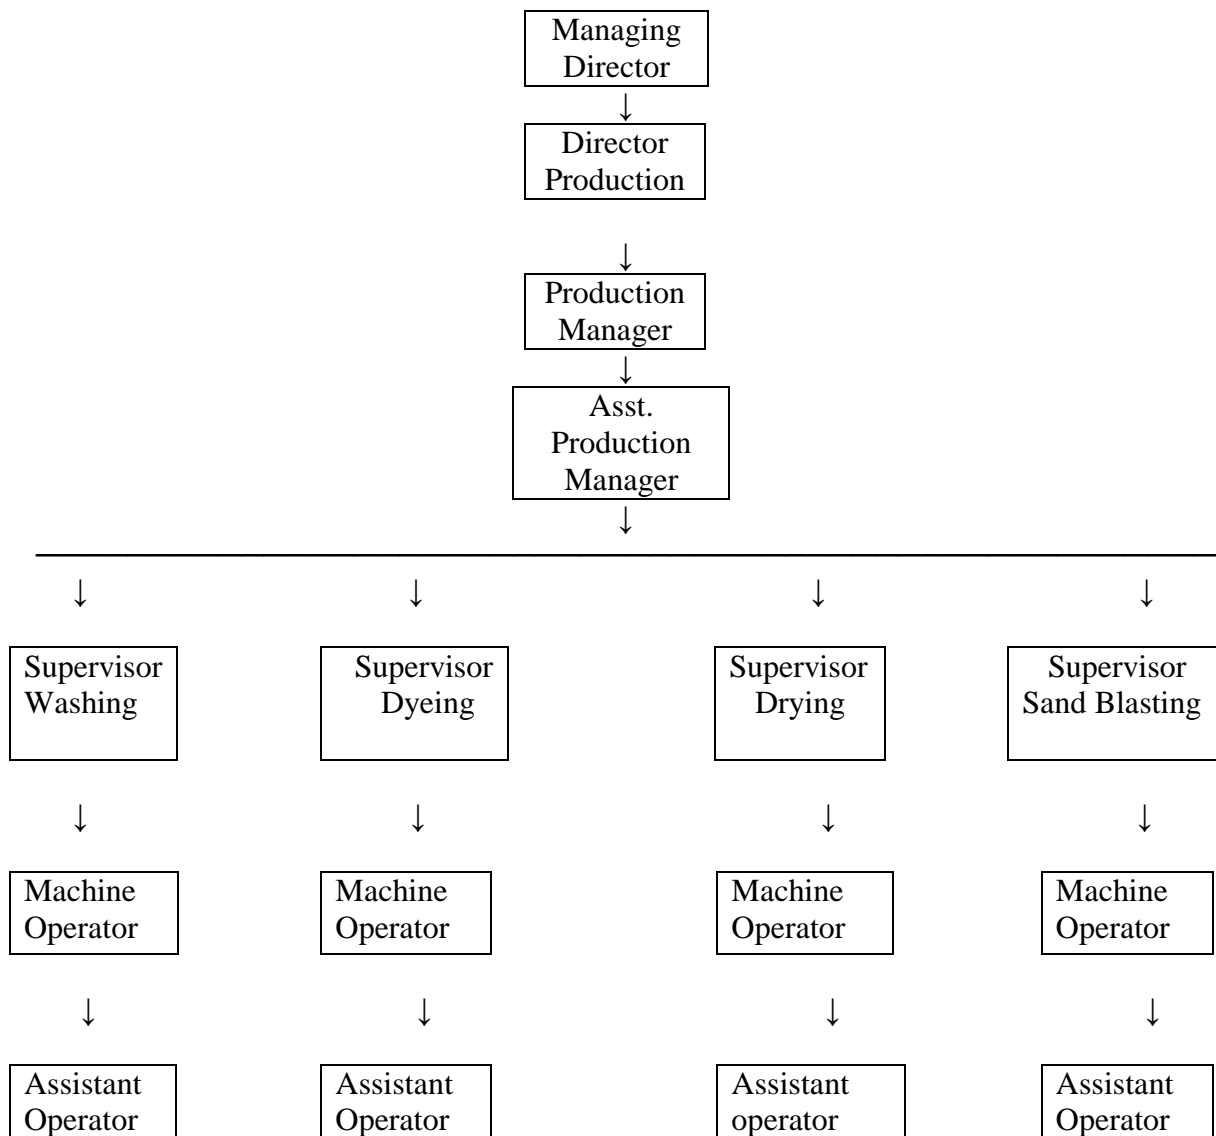 Managing
Director
↓
Director
Production
↓
Production
Manager
↓
Asst.
Production
Manager
↓
↓ ↓ ↓ ↓
Supervisor
Washing
Supervisor
Dyeing
Supervisor
Drying
Supervisor
Sand Blasting
↓ ↓ ↓ ↓
Machine
Operator
Machine
Operator
Machine
Operator
Machine
Operator
↓ ↓ ↓ ↓
Assistant
Operator
Assistant
Operator
Assistant
operator
Assistant
Operator